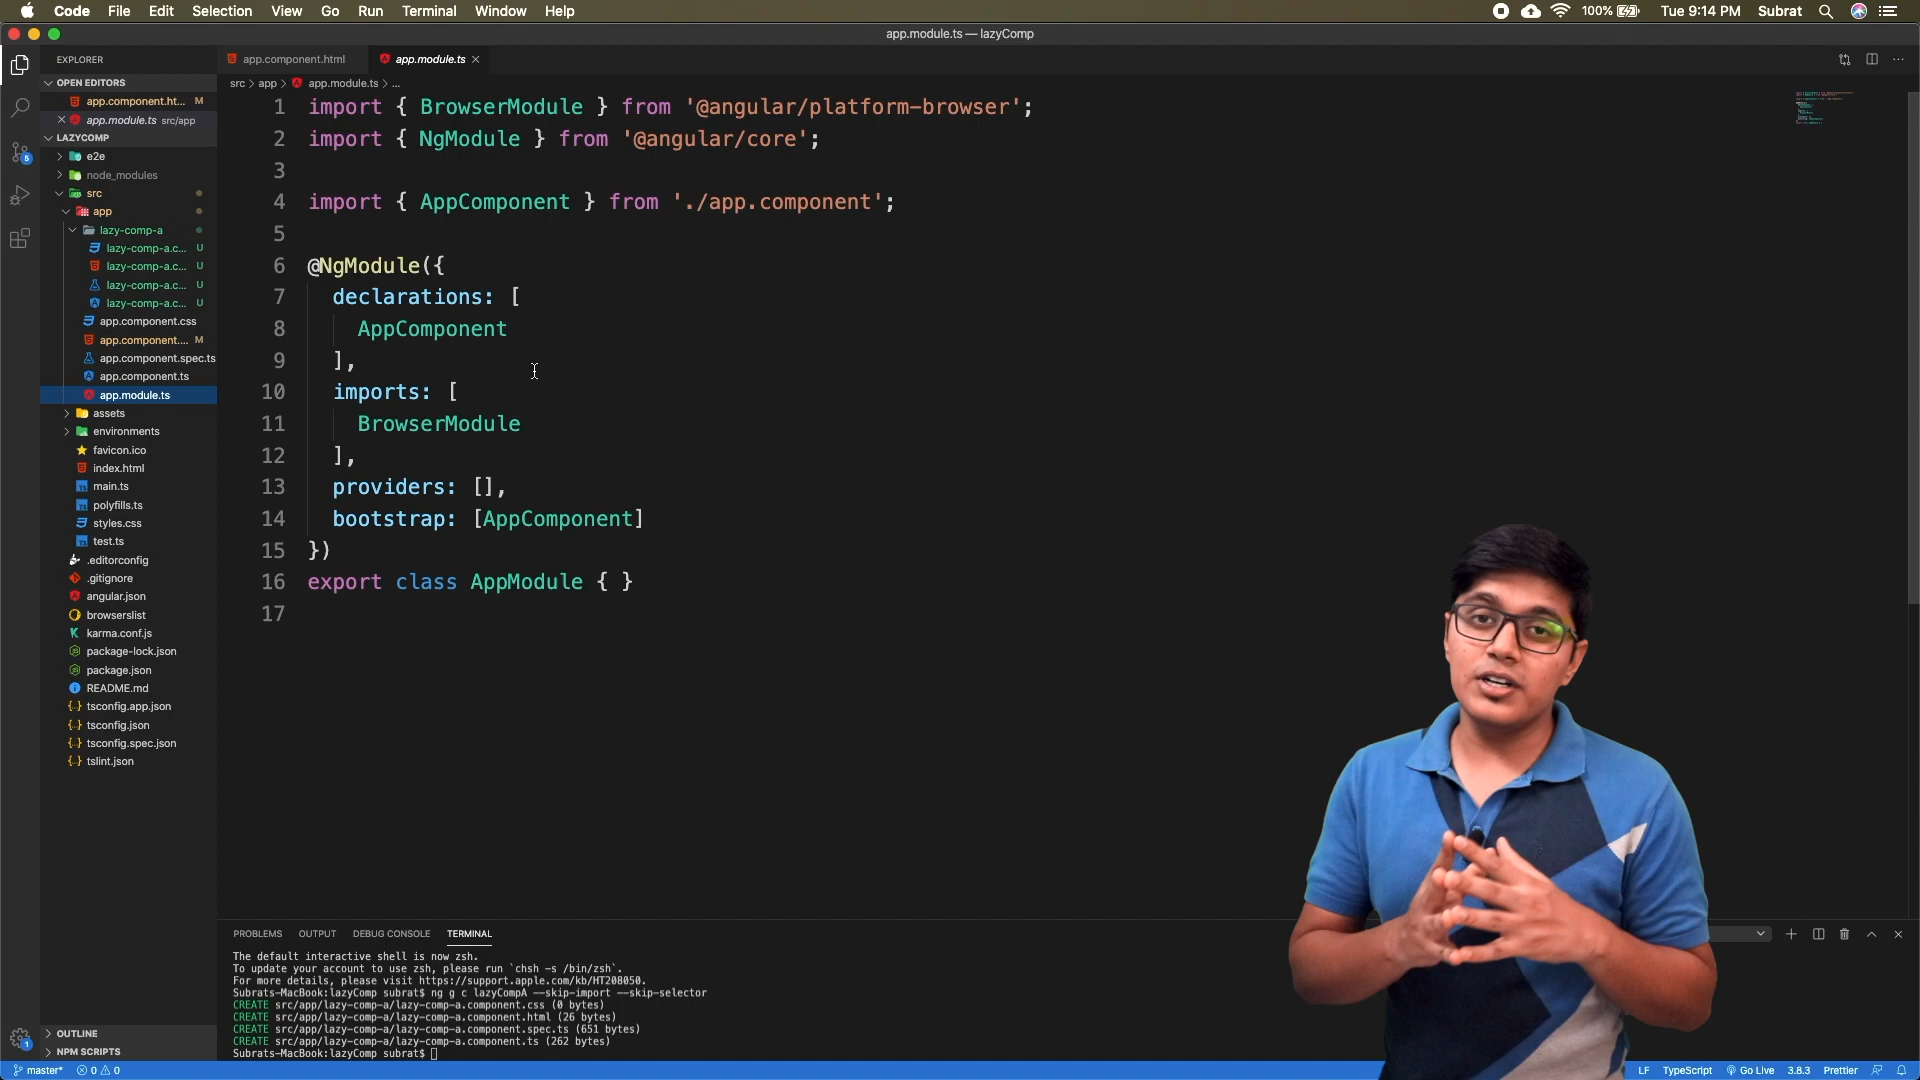 Code File Edit Selection View Go Run Terminal Window Help 100% Tue 9:14 PM Subrat
app.module.ts — lazyComp
EXPLORER
app.component.html
app.module.ts
OPEN EDITORS
app.component.ht... M
app.module.ts src/app
LAZYCOMP
e2e
node_modules
src
app
lazy-comp-a
lazy-comp-a.c... U
lazy-comp-a.c... U
lazy-comp-a.c... U
lazy-comp-a.c... U
app.component.css
app.component.... M
app.component.spec.ts
app.component.ts
app.module.ts
assets
environments
favicon.ico
index.html
main.ts
polyfills.ts
styles.css
test.ts
.editorconfig
.gitignore
angular.json
browserslist
karma.conf.js
package-lock.json
package.json
README.md
tsconfig.app.json
tsconfig.json
tsconfig.spec.json
tslint.json
OUTLINE
NPM SCRIPTS
src > app > app.module.ts > ...
1 import { BrowserModule } from '@angular/platform-browser';
2 import { NgModule } from '@angular/core';
3
4 import { AppComponent } from './app.component';
5
6 @NgModule({
7 declarations: [
8 AppComponent
9 ],
10 imports: [
11 BrowserModule
12 ],
13 providers: [],
14 bootstrap: [AppComponent]
15 })
16 export class AppModule { }
17
PROBLEMS OUTPUT DEBUG CONSOLE TERMINAL
The default interactive shell is now zsh.
To update your account to use zsh, please run `chsh -s /bin/zsh`.
For more details, please visit https://support.apple.com/kb/HT208050.
Subrats-MacBook:lazyComp subrat$ ng g c lazyCompA --skip-import --skip-selector
CREATE src/app/lazy-comp-a/lazy-comp-a.component.css (0 bytes)
CREATE src/app/lazy-comp-a/lazy-comp-a.component.html (26 bytes)
CREATE src/app/lazy-comp-a/lazy-comp-a.component.spec.ts (651 bytes)
CREATE src/app/lazy-comp-a/lazy-comp-a.component.ts (262 bytes)
Subrats-MacBook:lazyComp subrat$
master* 0 0 LF TypeScript Go Live 3.8.3 Prettier